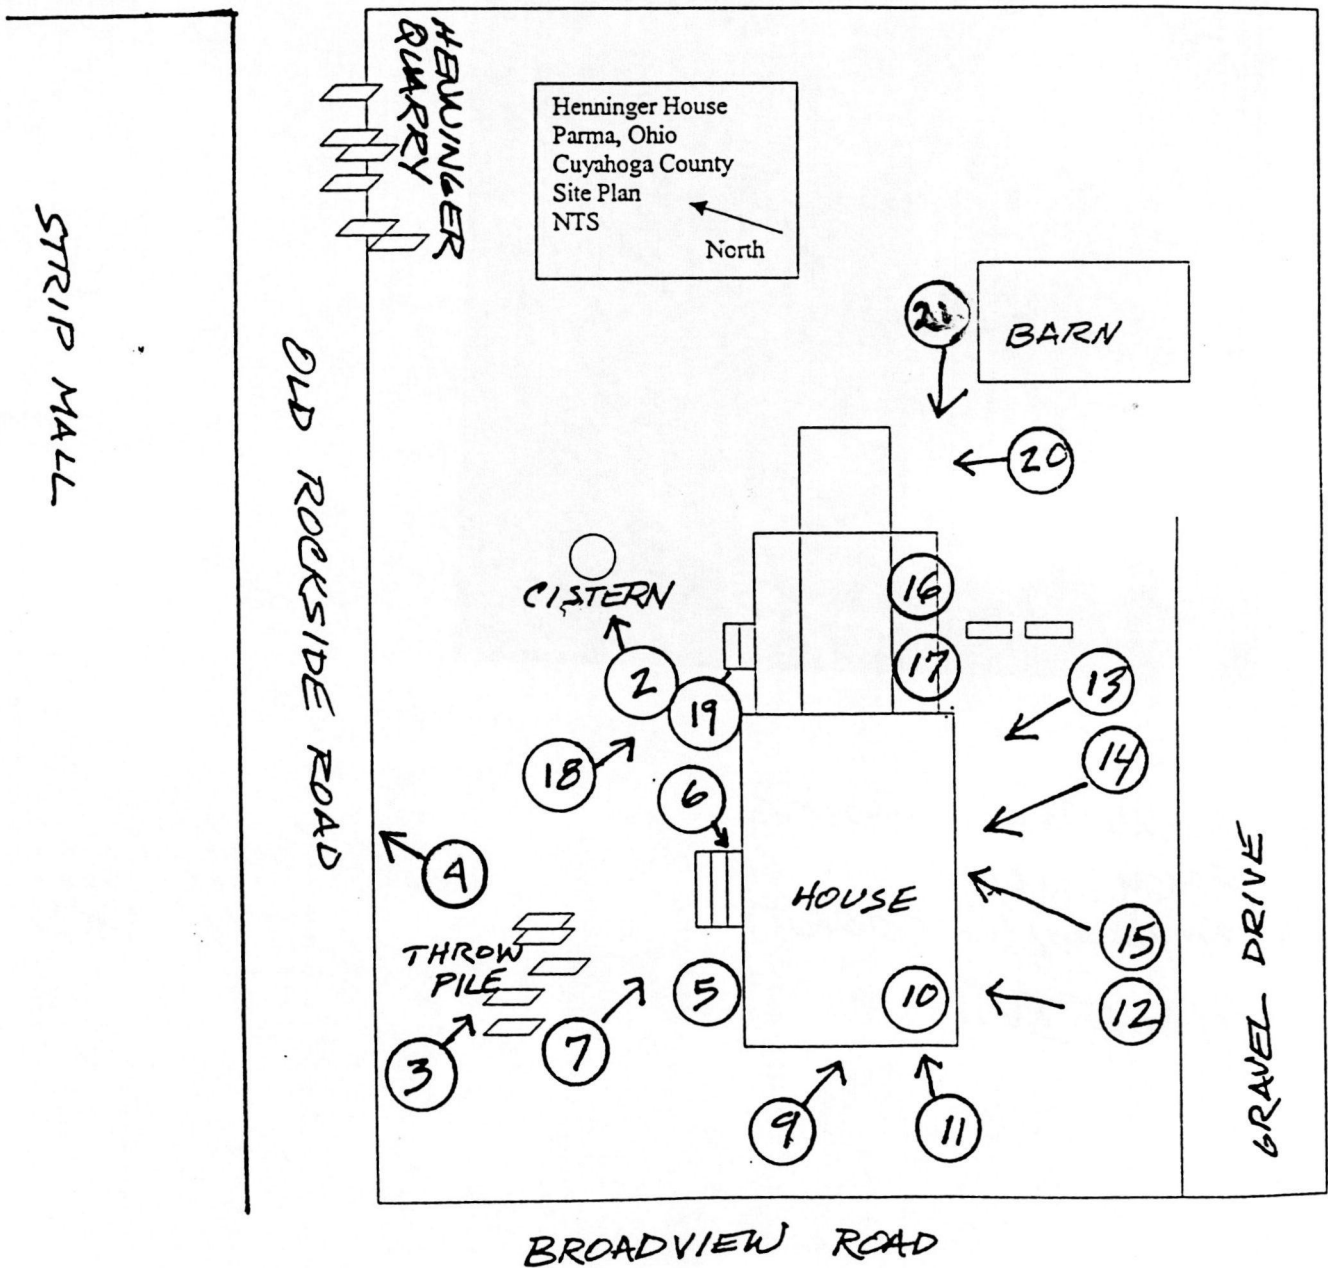 HENNINGER
QUARRY
Henninger House
Parma, Ohio
Cuyahoga County
Site Plan
NTS
North
STRIP MALL
OLD ROCKSIDE ROAD
21
BARN
20
CISTERN
16
17
2
19
13
18
14
6
4
HOUSE
THROW
PILE
15
5
10
12
7
3
9
11
GRAVEL DRIVE
BROADVIEW ROAD